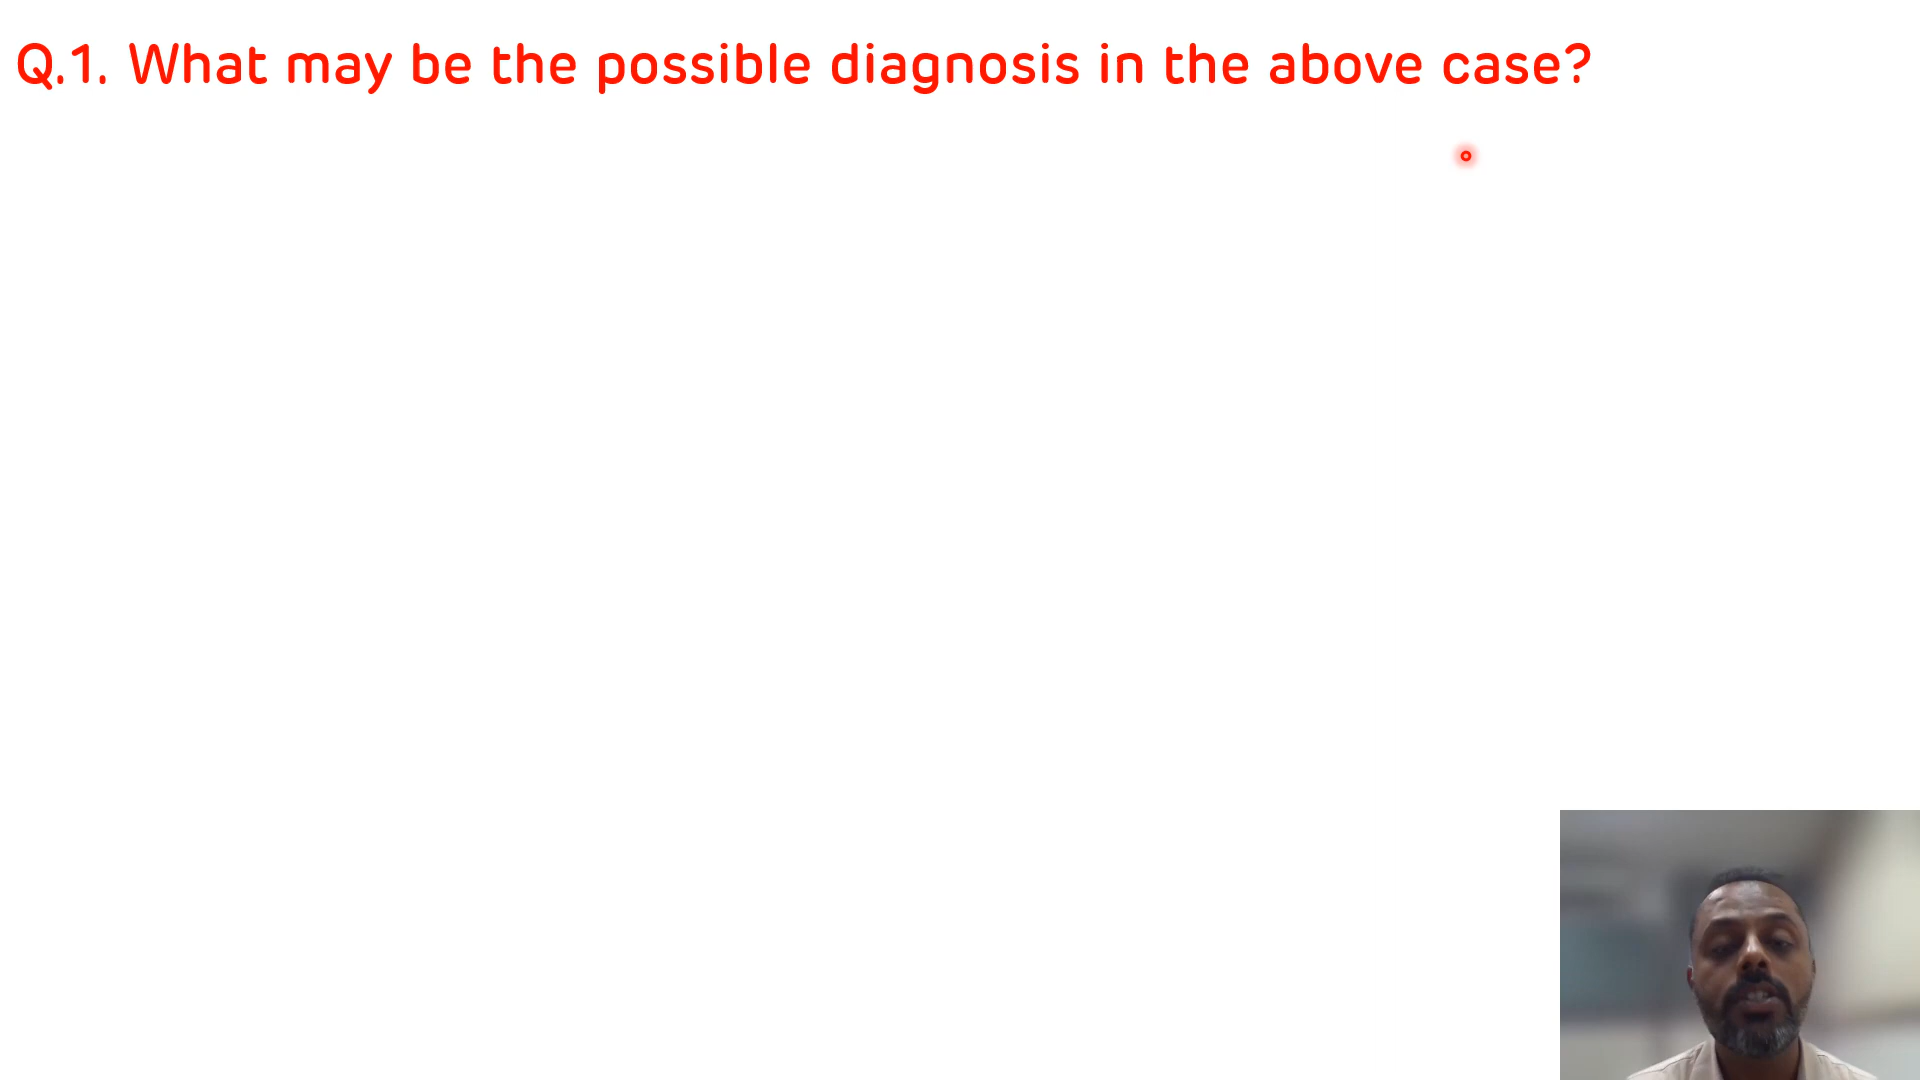 Q.1. What may be the possible diagnosis in the above case?